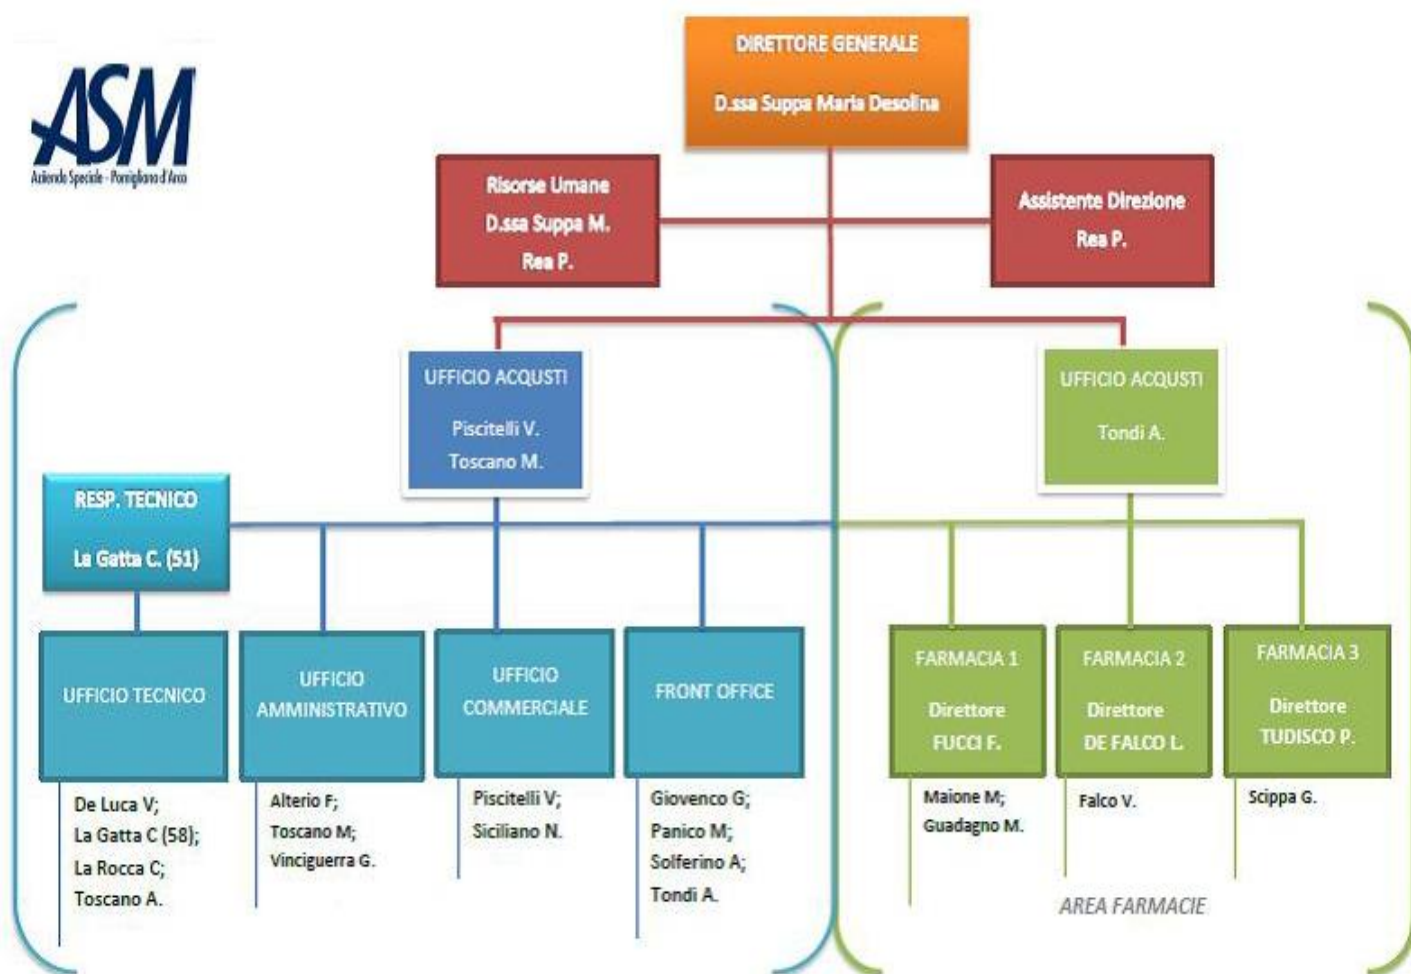 DIRETTORE GENERALE
D.ssa Suppa Maria Desolina
ASM
Azienda Speciale - Pomigliano d'Arco
Risorse Umane
D.ssa Suppa M.
Rea P.
Assistente Direzione
Rea P.
UFFICIO ACQUSTI
Piscitelli V.
Toscano M.
UFFICIO ACQUSTI
Tondi A.
RESP. TECNICO
La Gatta C. (51)
UFFICIO TECNICO
UFFICIO
AMMINISTRATIVO
UFFICIO
COMMERCIALE
FRONT OFFICE
FARMACIA 1
Direttore
FUCCI F.
FARMACIA 2
Direttore
DE FALCO L.
FARMACIA 3
Direttore
TUDISCO P.
De Luca V;
La Gatta C (58);
La Rocca C;
Toscano A.
Alterio F;
Toscano M;
Vinciguerra G.
Piscitelli V;
Siciliano N.
Giovenco G;
Panico M;
Solferino A;
Tondi A.
Maione M;
Guadagno M.
Falco V.
Scippa G.
AREA FARMACIE